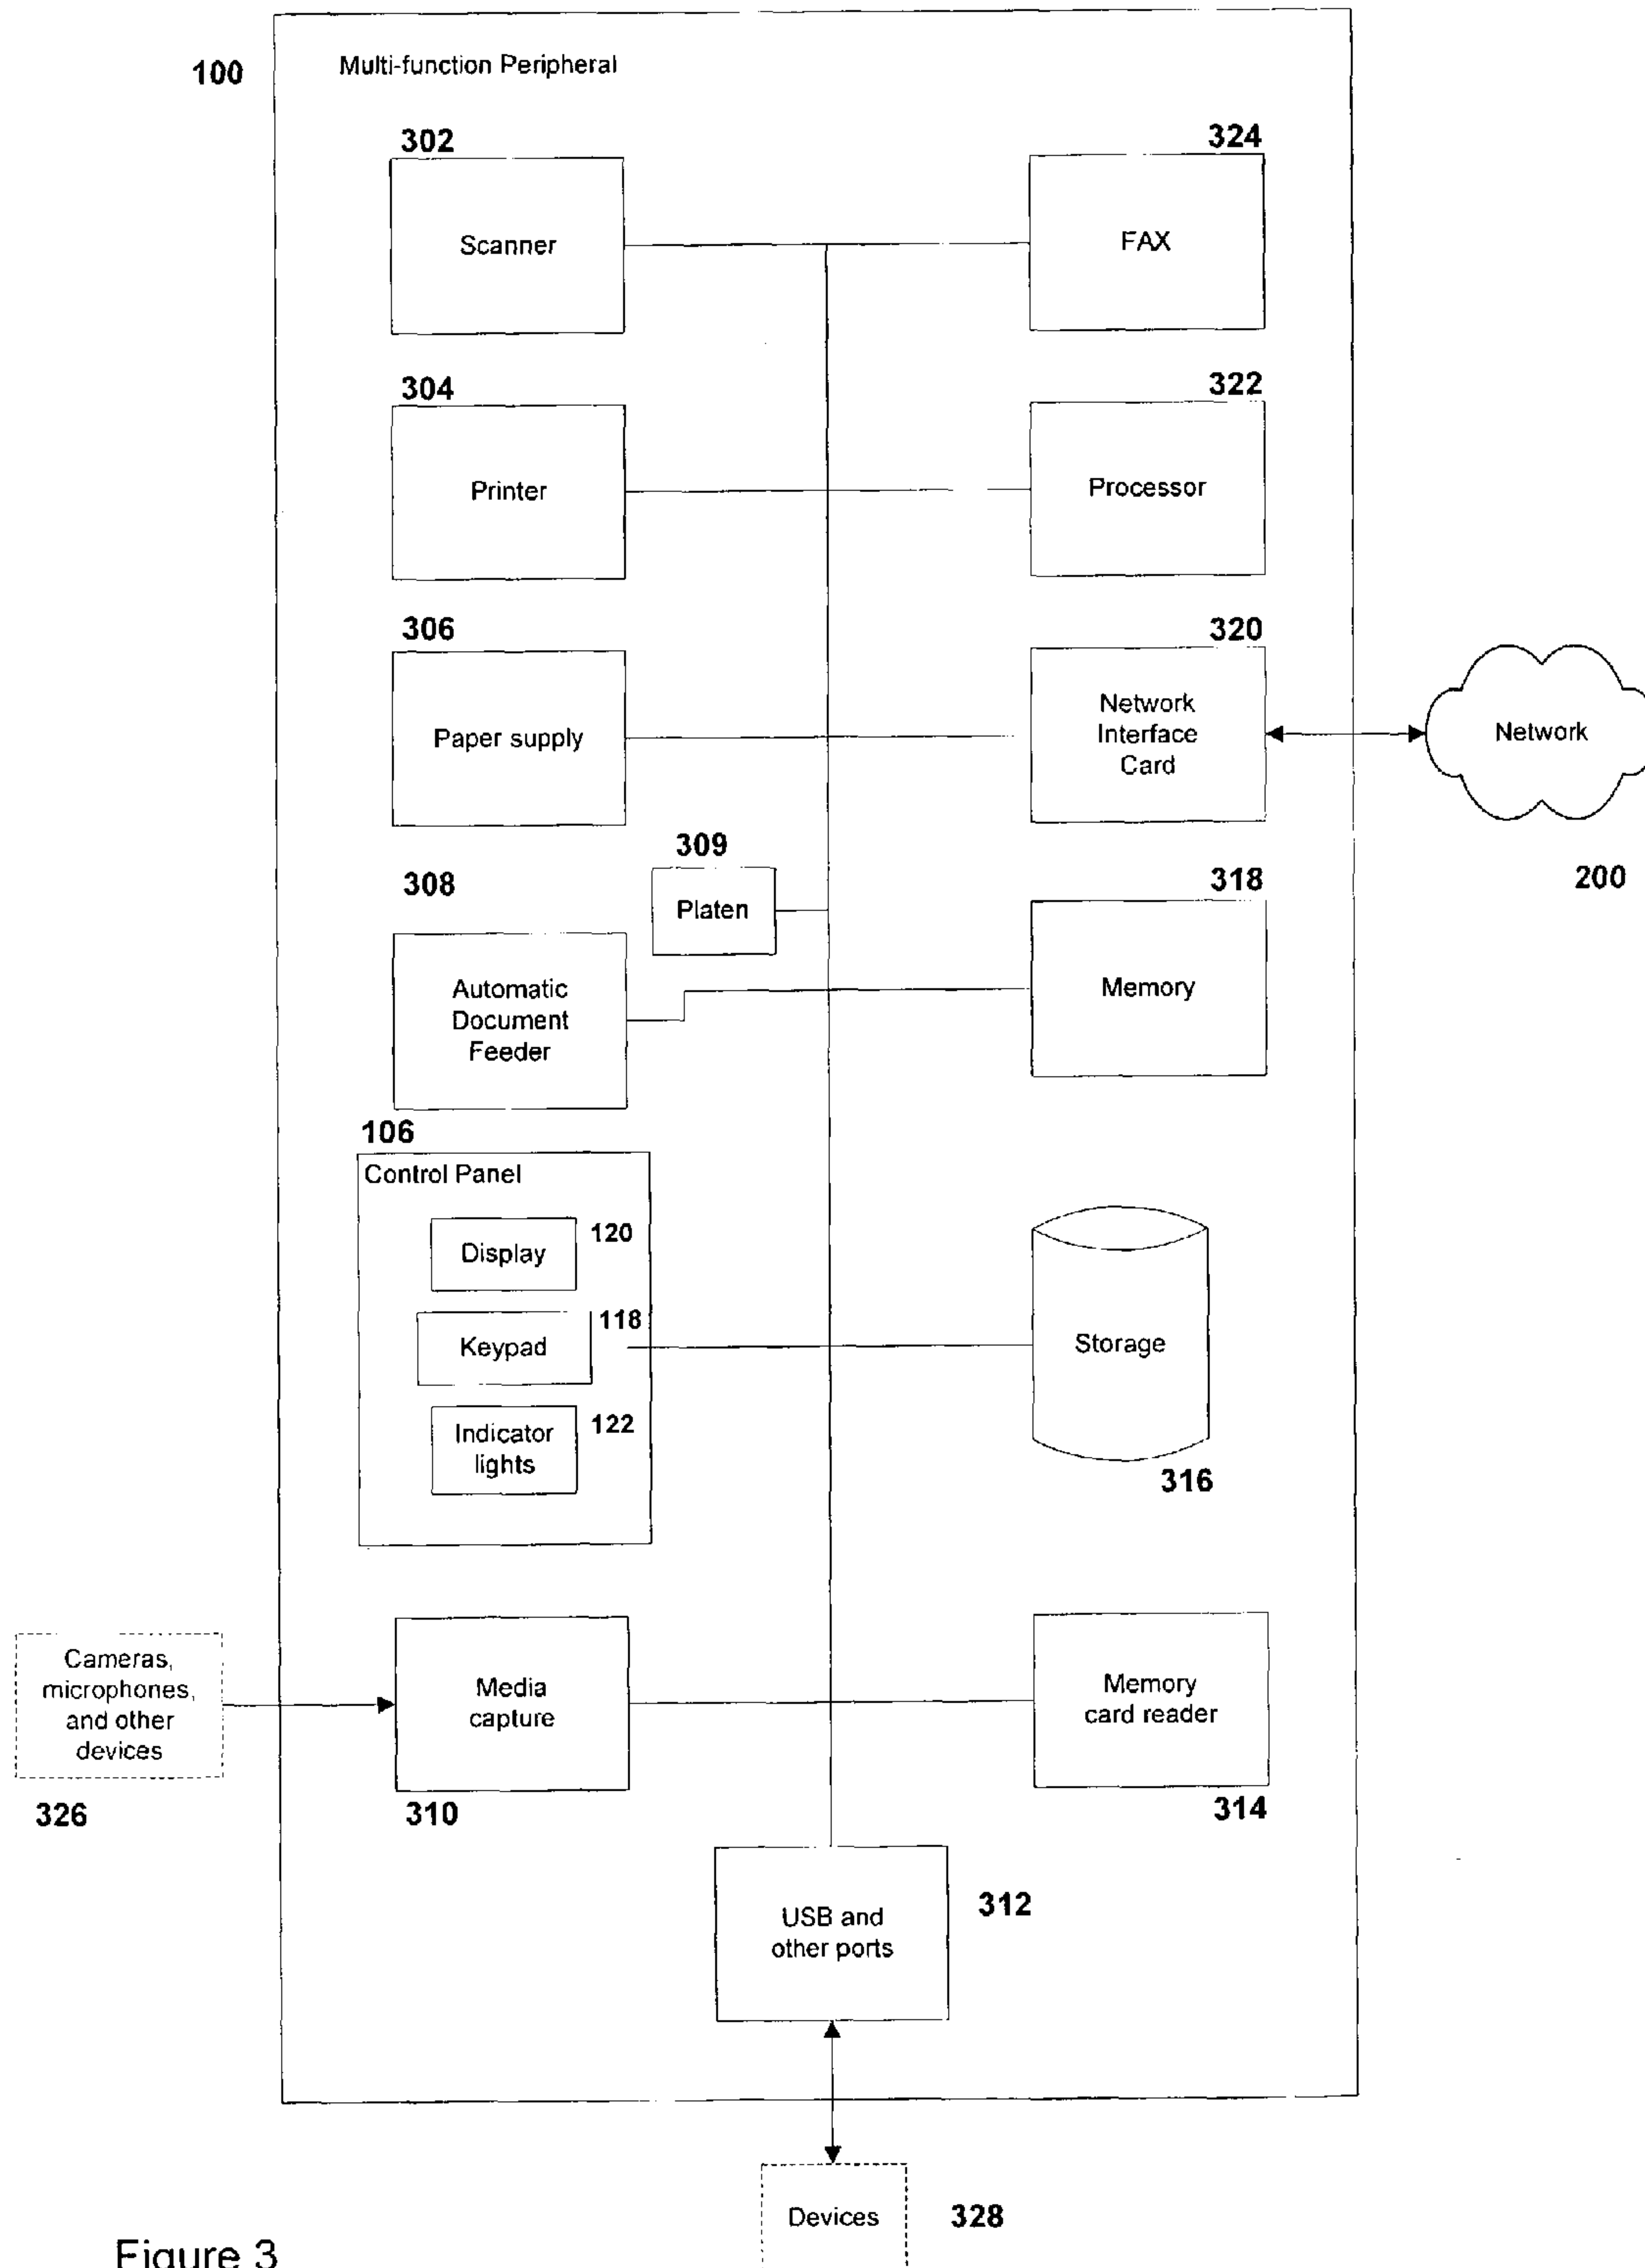 100
Multi-function Peripheral
302
324
Scanner
FAX
304
322
Printer
Processor
306
320
Paper supply
Network
Interface
Card
Network
200
309
Platen
308
318
Automatic
Document
Feeder
Memory
106
Control Panel
Display
120
Keypad
118
Indicator
lights
122
Storage
316
Cameras,
microphones,
and other
devices
326
Media
capture
310
Memory
card reader
314
USB and
other ports
312
Devices
328
Figure 3